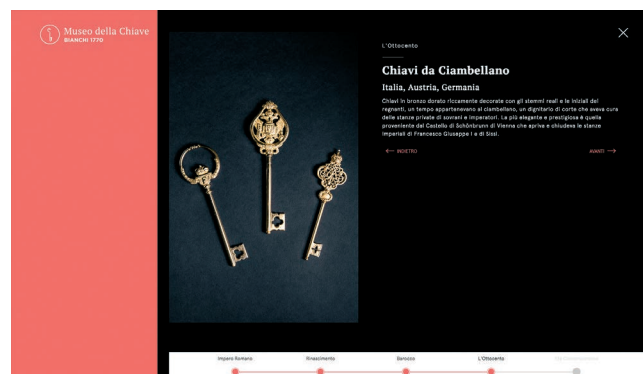 Museo della Chiave
BIANCHI 1770
L'Ottocento
Chiavi da Ciambellano
Italia, Austria, Germania
Chiavi in bronzo dorato riccamente decorate con gli stemmi reali e le iniziali dei
regnanti, un tempo appartenevano al ciambellano, un dignitario di corte che aveva cura
delle stanze private di sovrani e imperatori. La più elegante e prestigiosa è quella
proveniente dal Castello di Schönbrunn di Vienna che apriva e chiudeva le stanze
imperiali di Francesco Giuseppe I e di Sissi.
← INDIETRO
AVANTI →
Impero Romano
Rinascimento
Barocco
L'Ottocento